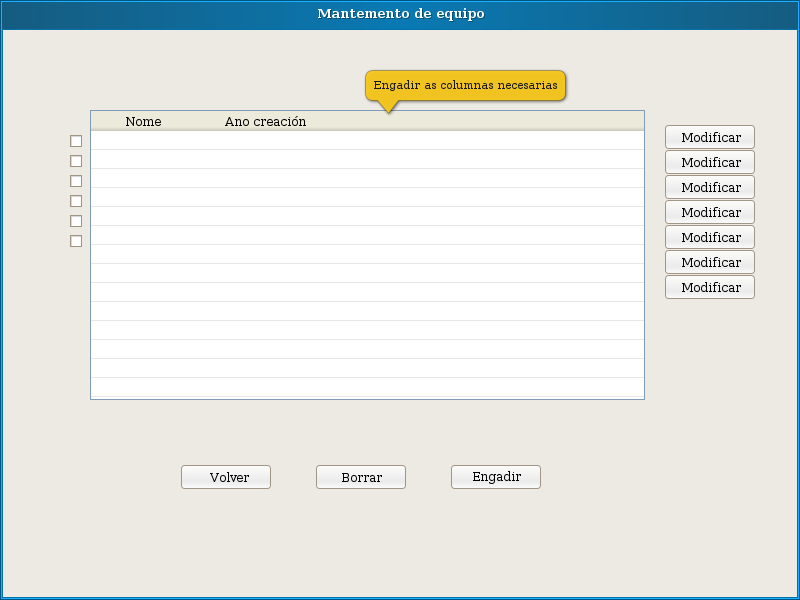 Mantemento de equipo
Engadir as columnas necesarias
Nome Ano creación
Modificar
Modificar
Modificar
Modificar
Modificar
Modificar
Modificar
Volver Borrar Engadir